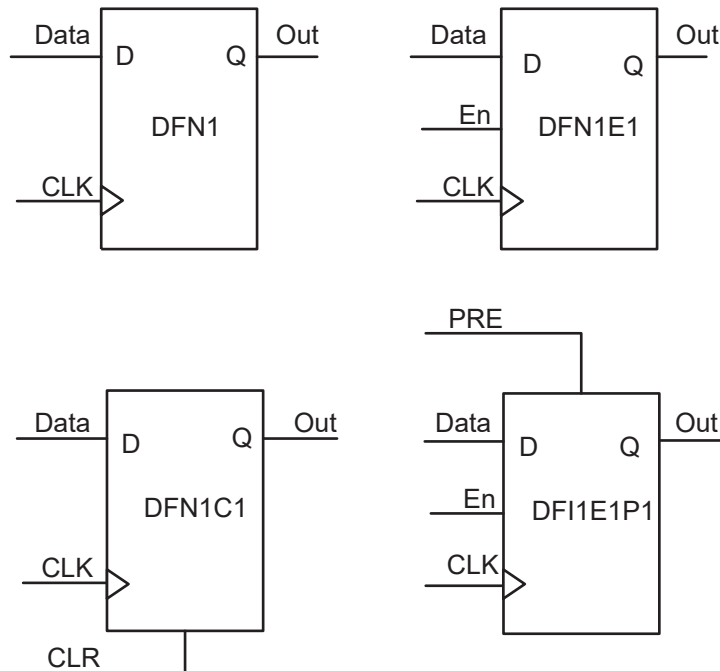 Data
Out
D
Q
DFN1
CLK
Data
Out
D
Q
En
DFN1E1
CLK
Data
Out
D
Q
DFN1C1
CLK
CLR
PRE
Data
Out
D
Q
En
DFI1E1P1
CLK